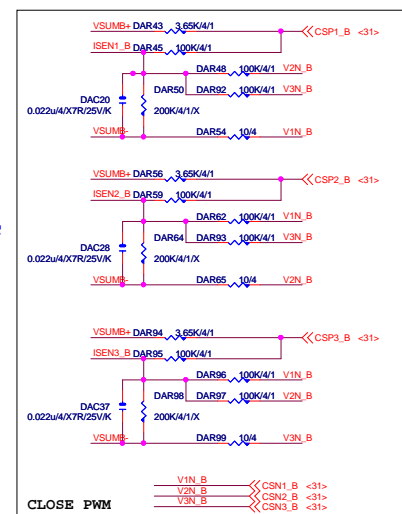 VSUMB+ DAR43 3.65K/4/1 CSP1_B <31>
ISEN1_B DAR45 100K/4/1
DAR48 100K/4/1 V2N_B
DAR50 DAR92 100K/4/1 V3N_B
DAC20
0.022u/4/X7R/25V/K 200K/4/1/X
VSUMB- DAR54 10/4 V1N_B
VSUMB+ DAR56 3.65K/4/1 CSP2_B <31>
ISEN2_B DAR59 100K/4/1
DAR62 100K/4/1 V1N_B
DAR64 DAR93 100K/4/1 V3N_B
DAC28
0.022u/4/X7R/25V/K 200K/4/1/X
VSUMB- DAR65 10/4 V2N_B
VSUMB+ DAR94 3.65K/4/1 CSP3_B <31>
ISEN3_B DAR95 100K/4/1
DAR96 100K/4/1 V1N_B
DAR98 DAR97 100K/4/1 V2N_B
DAC37
0.022u/4/X7R/25V/K 200K/4/1/X
VSUMB- DAR99 10/4 V3N_B
V1N_B CSN1_B <31>
V2N_B CSN2_B <31>
V3N_B CSN3_B <31>
CLOSE PWM